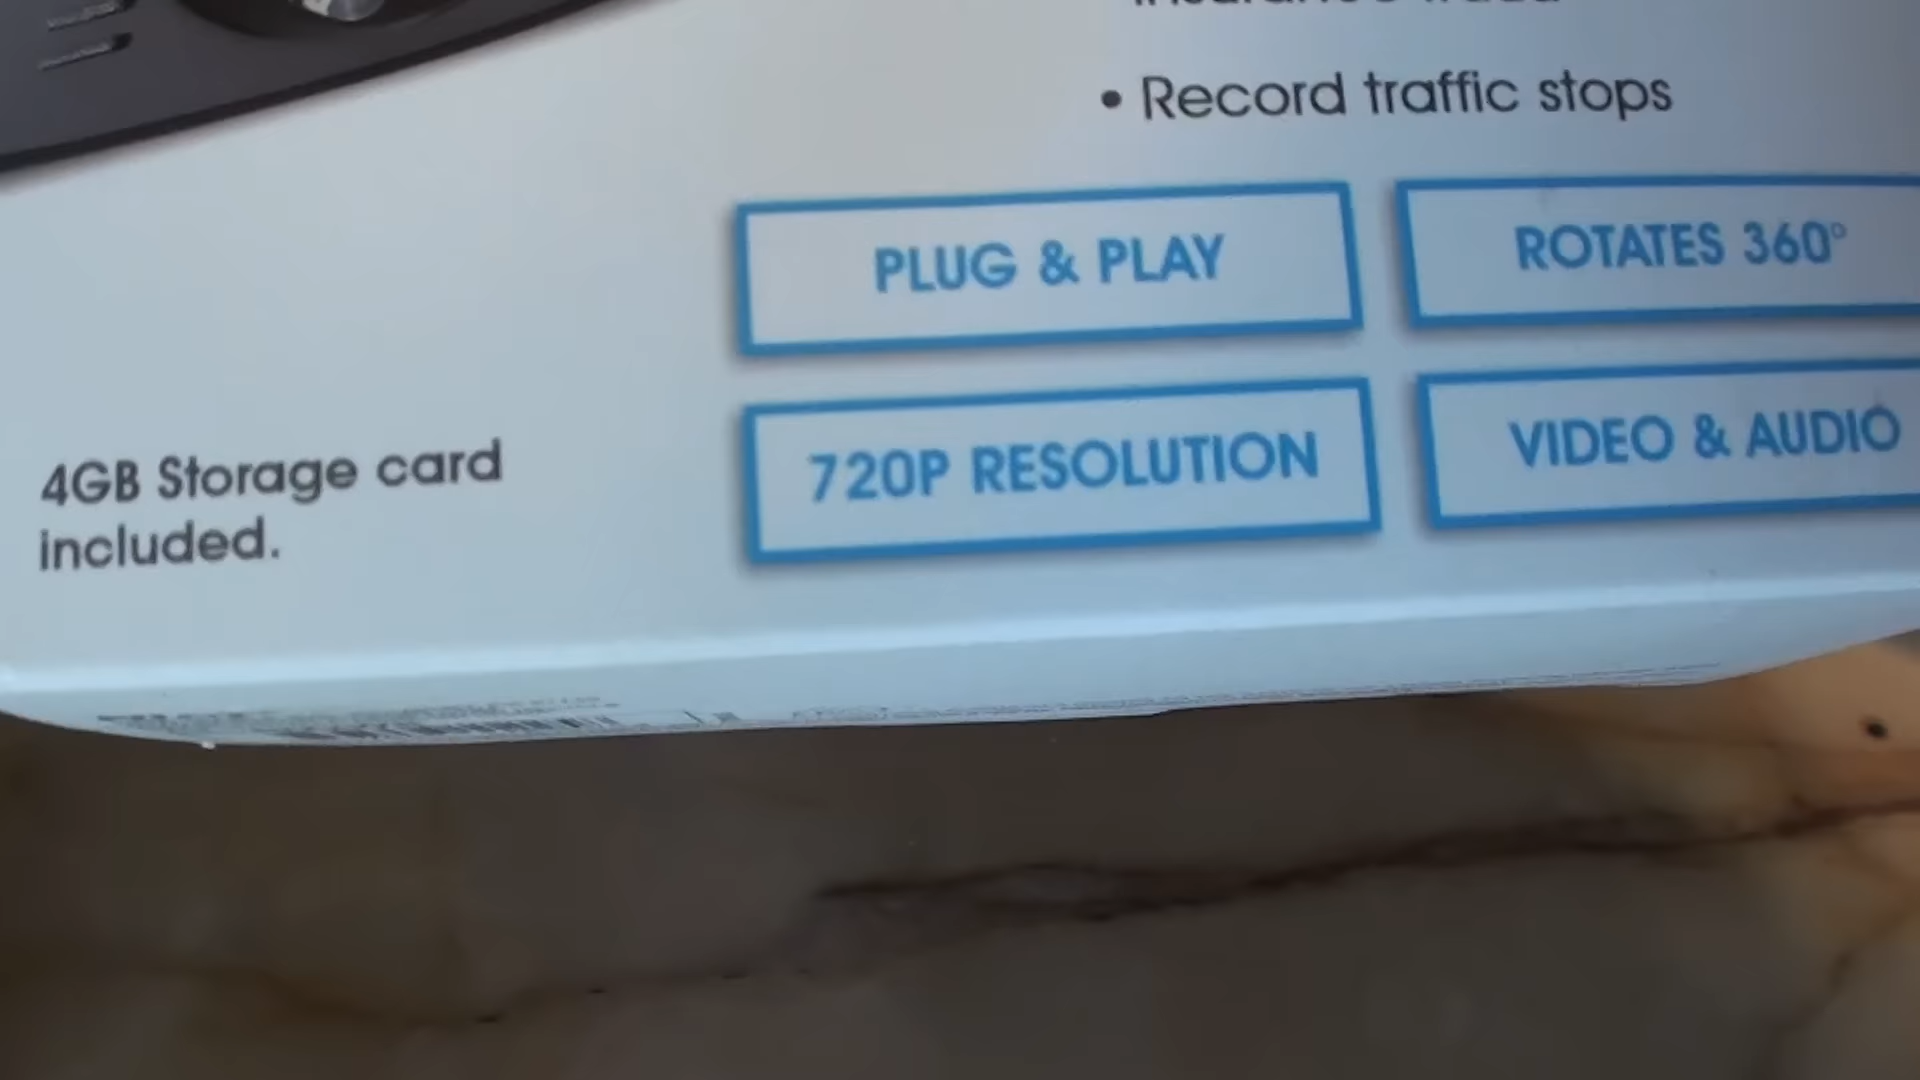 • Record traffic stops
PLUG & PLAY
ROTATES 360°
720P RESOLUTION
VIDEO & AUDIO
4GB Storage card
included.